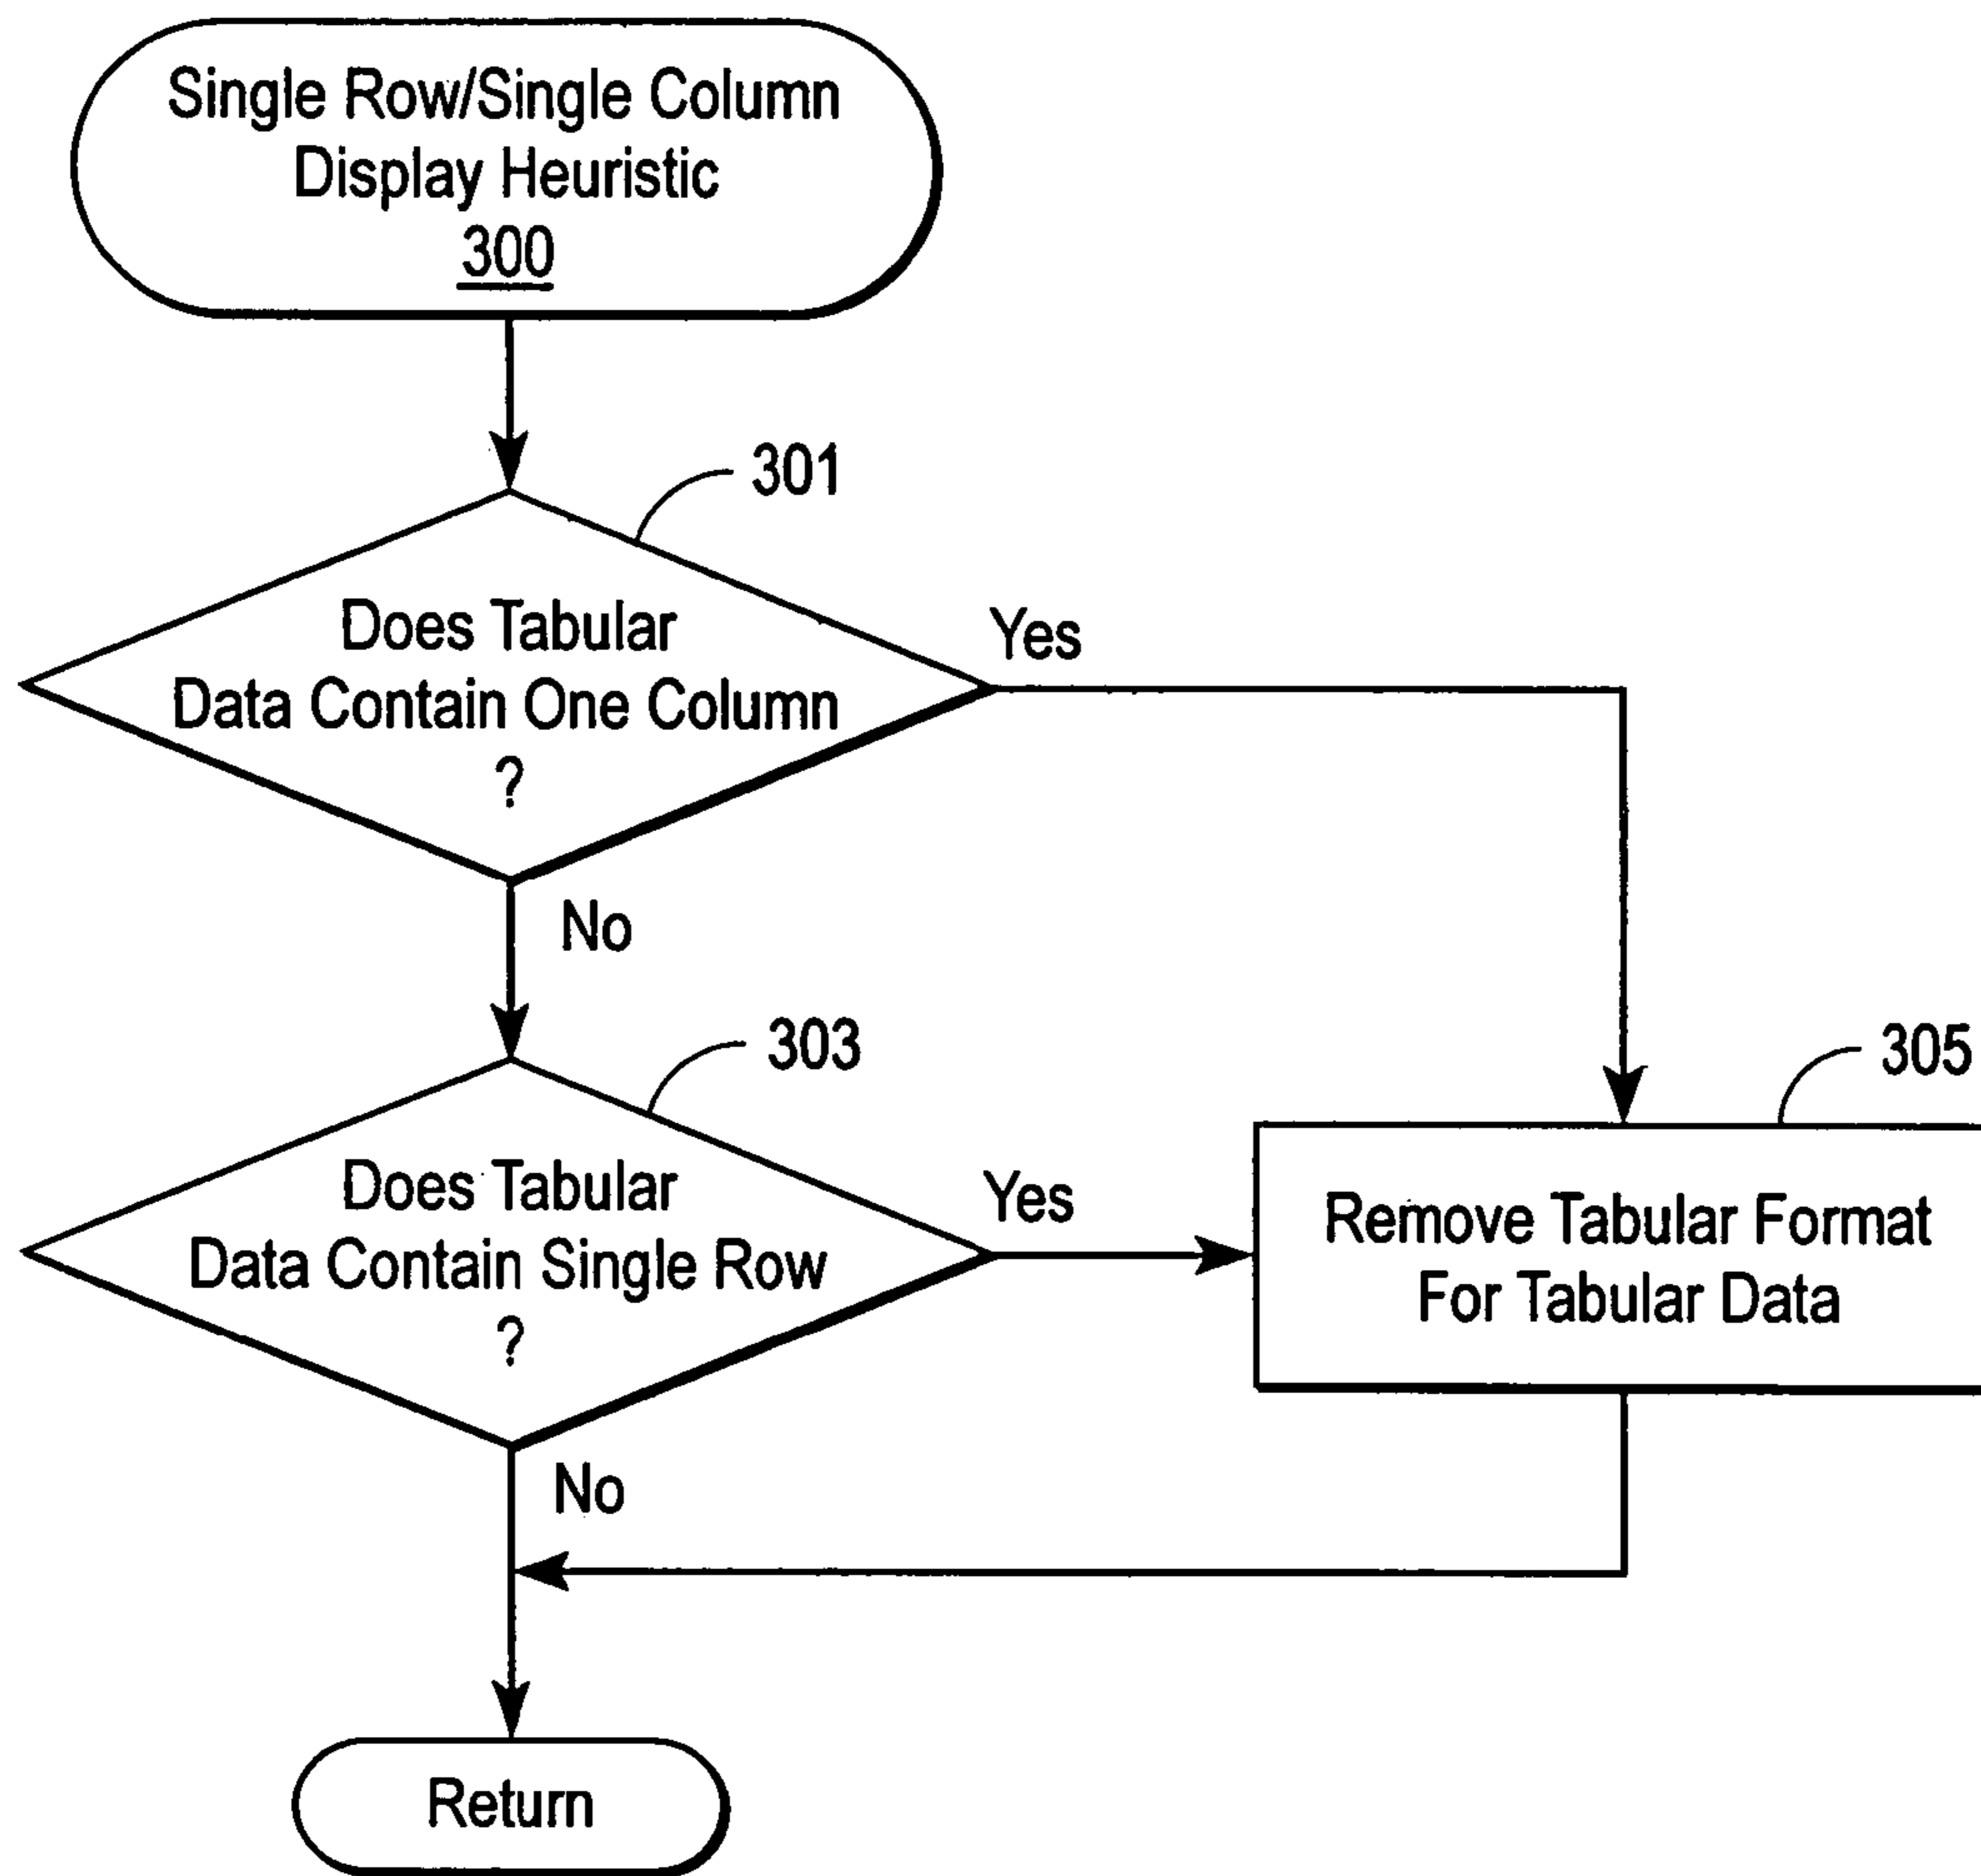 Single Row/Single Column
Display Heuristic
300
301
Does Tabular
Data Contain One Column
?
Yes
No
303
Does Tabular
Data Contain Single Row
?
Yes
305
Remove Tabular Format
For Tabular Data
No
Return